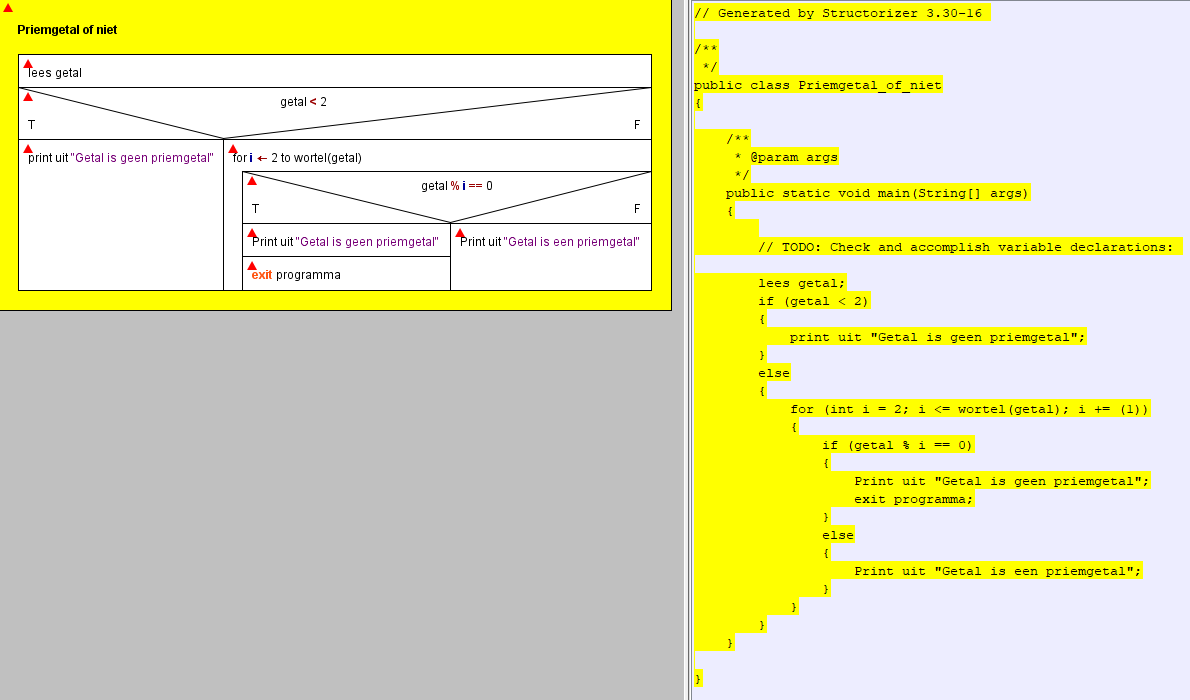 Priemgetal of niet
lees getal
getal < 2
T
F
print uit "Getal is geen priemgetal"
for i ← 2 to wortel(getal)
getal % i == 0
T
F
Print uit "Getal is geen priemgetal"
Print uit "Getal is een priemgetal"
exit programma
// Generated by Structorizer 3.30-16
/**
*/
public class Priemgetal_of_niet
{
/**
* @param args
*/
public static void main(String[] args)
{
// TODO: Check and accomplish variable declarations:
lees getal;
if (getal < 2)
{
print uit "Getal is geen priemgetal";
}
else
{
for (int i = 2; i <= wortel(getal); i += (1))
{
if (getal % i == 0)
{
Print uit "Getal is geen priemgetal";
exit programma;
}
else
{
Print uit "Getal is een priemgetal";
}
}
}
}
}